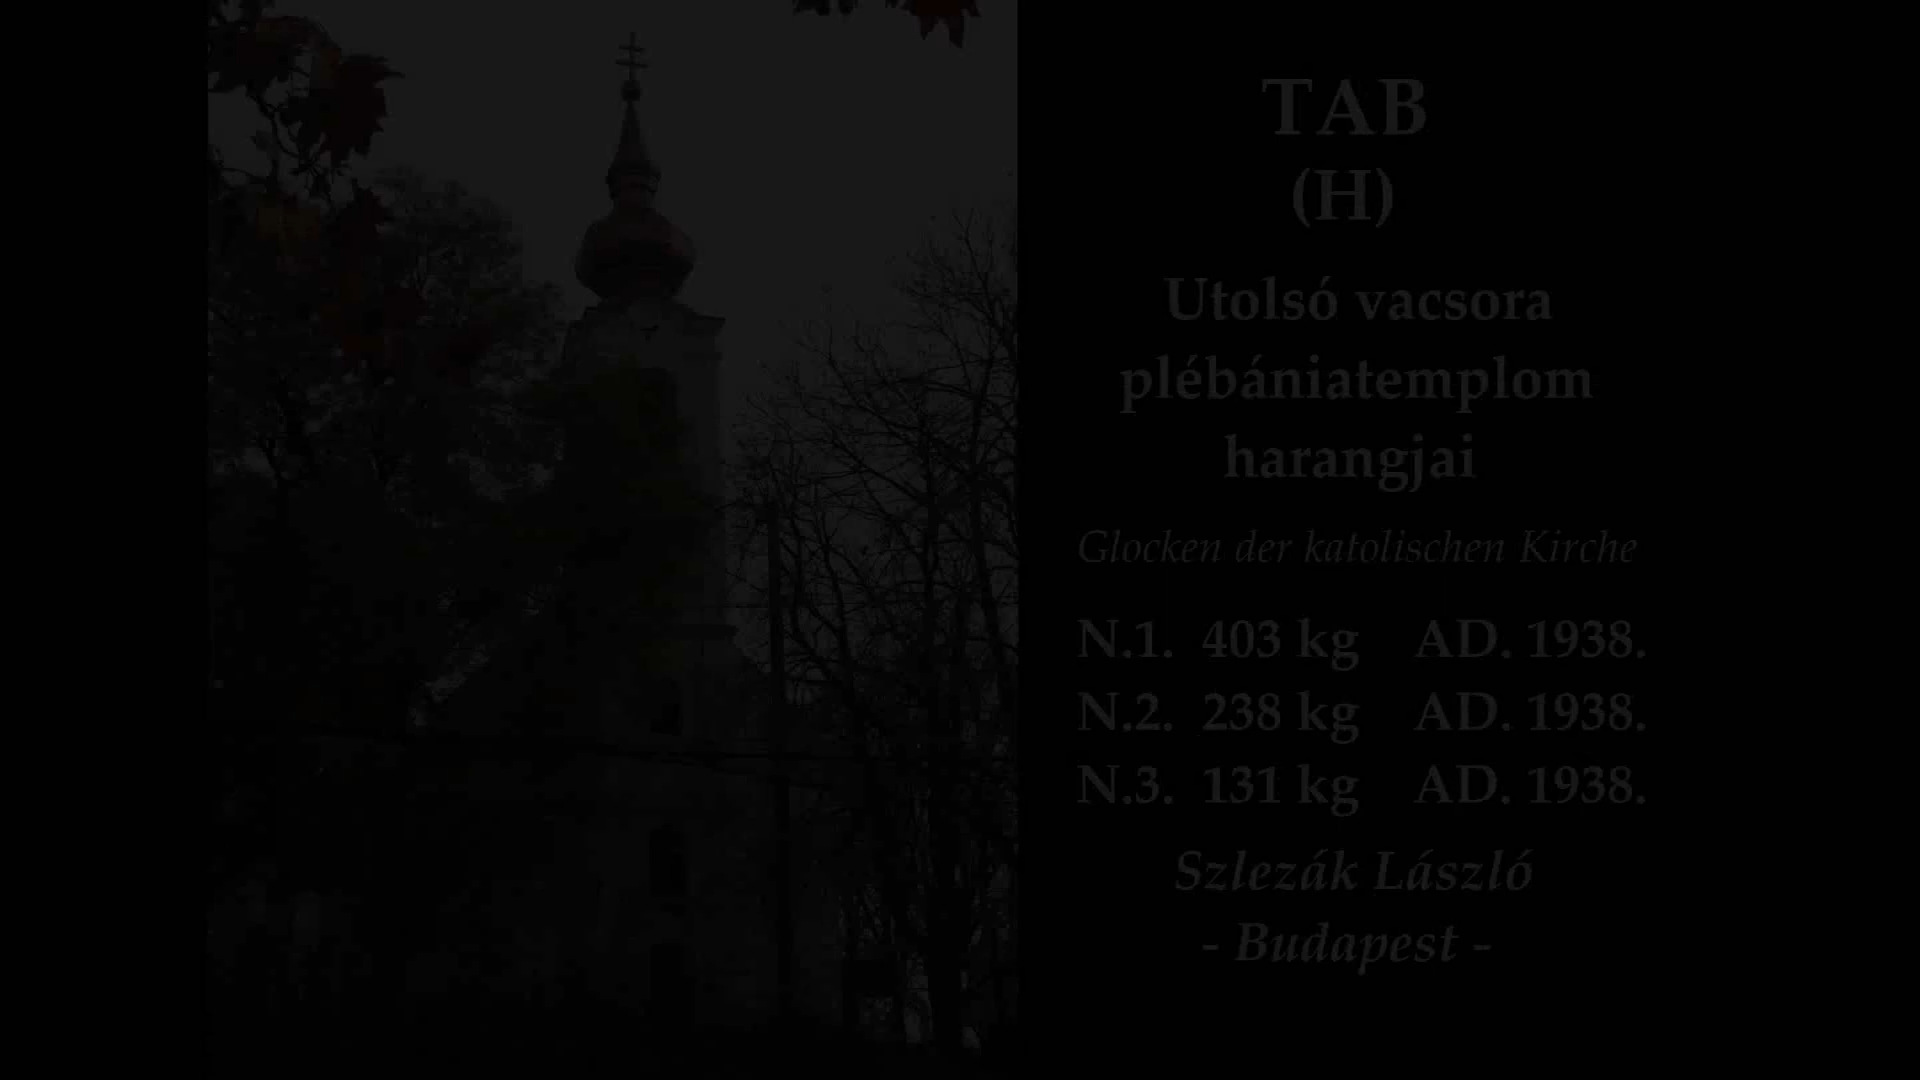 TAB
(H)
Utolsó vacsora
plébániatemplom
harangjai
Glocken der katolischen Kirche
N.1. 403 kg AD. 1938.
N.2. 238 kg AD. 1938.
N.3. 131 kg AD. 1938.
Szlezák László
- Budapest -